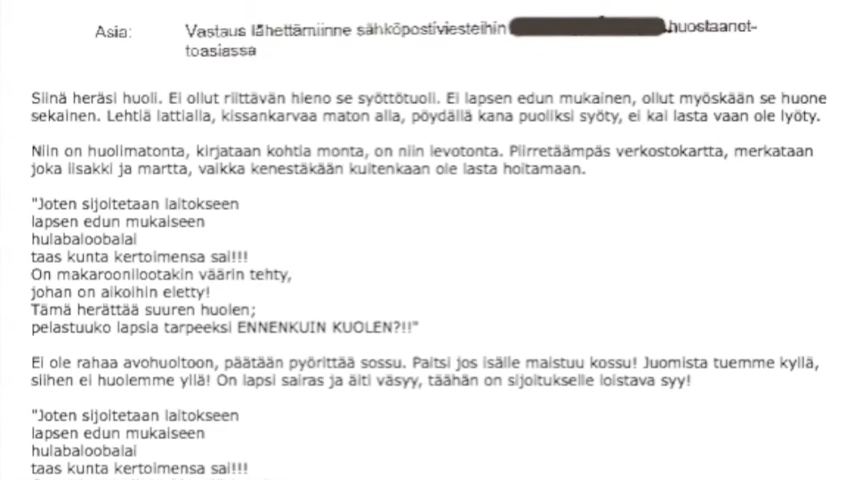 Asia: Vastaus lähettämiinne sähköpostiviesteihin huostaanot-
toasiassa
Siinä heräsi huoli. Ei ollut riittävän hieno se syöttötuoli. Ei lapsen edun mukainen, ollut myöskään se huone
sekainen. Lehtiä lattialla, kissankarvaa maton alla, pöydällä kana puoliksi syöty, ei kai lasta vaan ole lyöty.
Niin on huolimatonta, kirjataan kohtia monta, on niin levotonta. Piirretäämpäs verkostokartta, merkataan
joka iisakki ja martta, vaikka kenestäkään kuitenkaan ole lasta hoitamaan.
"Joten sijoitetaan laitokseen
lapsen edun mukaiseen
hulabaloobalai
taas kunta kertoimensa sai!!!
On makaroonilootakin väärin tehty,
johan on aikoihin eletty!
Tämä herättää suuren huolen;
pelastuuko lapsia tarpeeksi ENNENKUIN KUOLEN?!!"
Ei ole rahaa avohuoltoon, päätään pyörittää sossu. Paitsi jos isälle maistuu kossu! Juomista tuemme kyllä,
siihen ei huolemme yllä! On lapsi sairas ja äiti väsyy, täähän on sijoitukselle loistava syy!
"Joten sijoitetaan laitokseen
lapsen edun mukaiseen
hulabaloobalai
taas kunta kertoimensa sai!!!